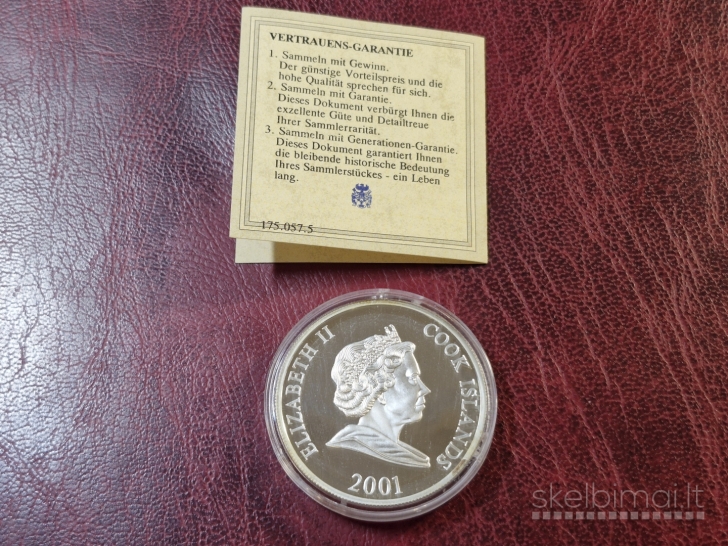 VERTRAUENS-GARANTIE
1. Sammeln mit Gewinn.
Der günstige Vorteilspreis und die
hohe Qualität sprechen für sich.
2. Sammeln mit Garantie.
Dieses Dokument verbürgt Ihnen die
exzellente Güte und Detailtreue
Ihrer Sammlerrarität.
3. Sammeln mit Generationen-Garantie.
Dieses Dokument garantiert Ihnen
die bleibende historische Bedeutung
Ihres Sammlerstückes - ein Leben
lang.
175.057.5
ELIZABETH II
COOK ISLANDS
2001
skelbimai.lt